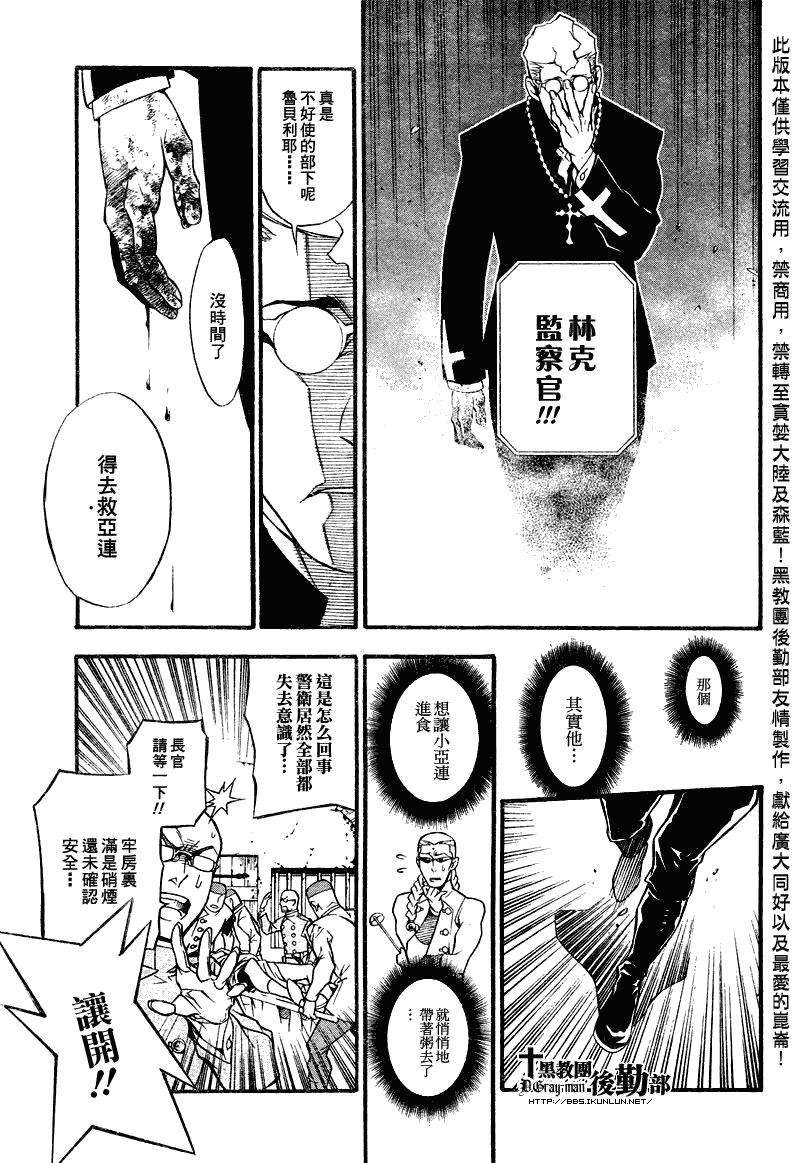 林克
監察官!!!
真是
不好使的部下呢
魯貝利耶……
沒時間了
得去救亞連
那個
其實他…
想讓小亞連
進食
就悄悄地
帶著粥去了
…
這是怎么回事
警衛居然全部都
失去意識了…
長官
請等一下!!
牢房裏
滿是硝煙
還未確認
安全…
讓開!!
黑教團
D.Gray-man 後勤部
HTTP://BBS.IKUNLUN.NET/
此版本僅供學習交流用，禁商用，禁轉至貪婪大陸及森藍！黑教團後勤部友情製作，獻給廣大同好以及最愛的崑崙！